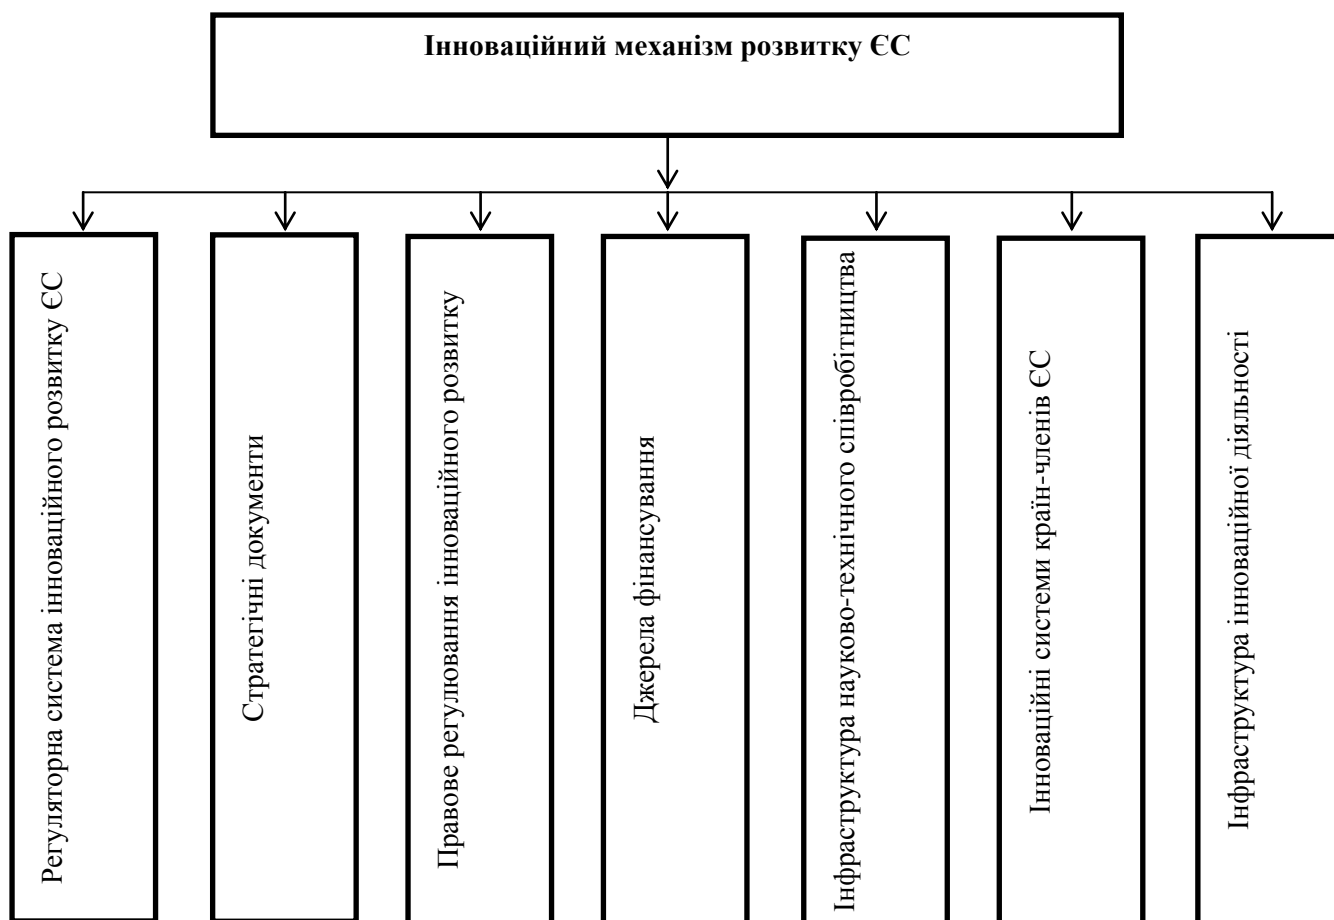 Інноваційний механізм розвитку ЄС
Регуляторна система інноваційного розвитку ЄС
Стратегічні документи
Правове регулювання інноваційного розвитку
Джерела фінансування
Інфраструктура науково-технічного співробітництва
Інноваційні системи країн-членів ЄС
Інфраструктура інноваційної діяльності